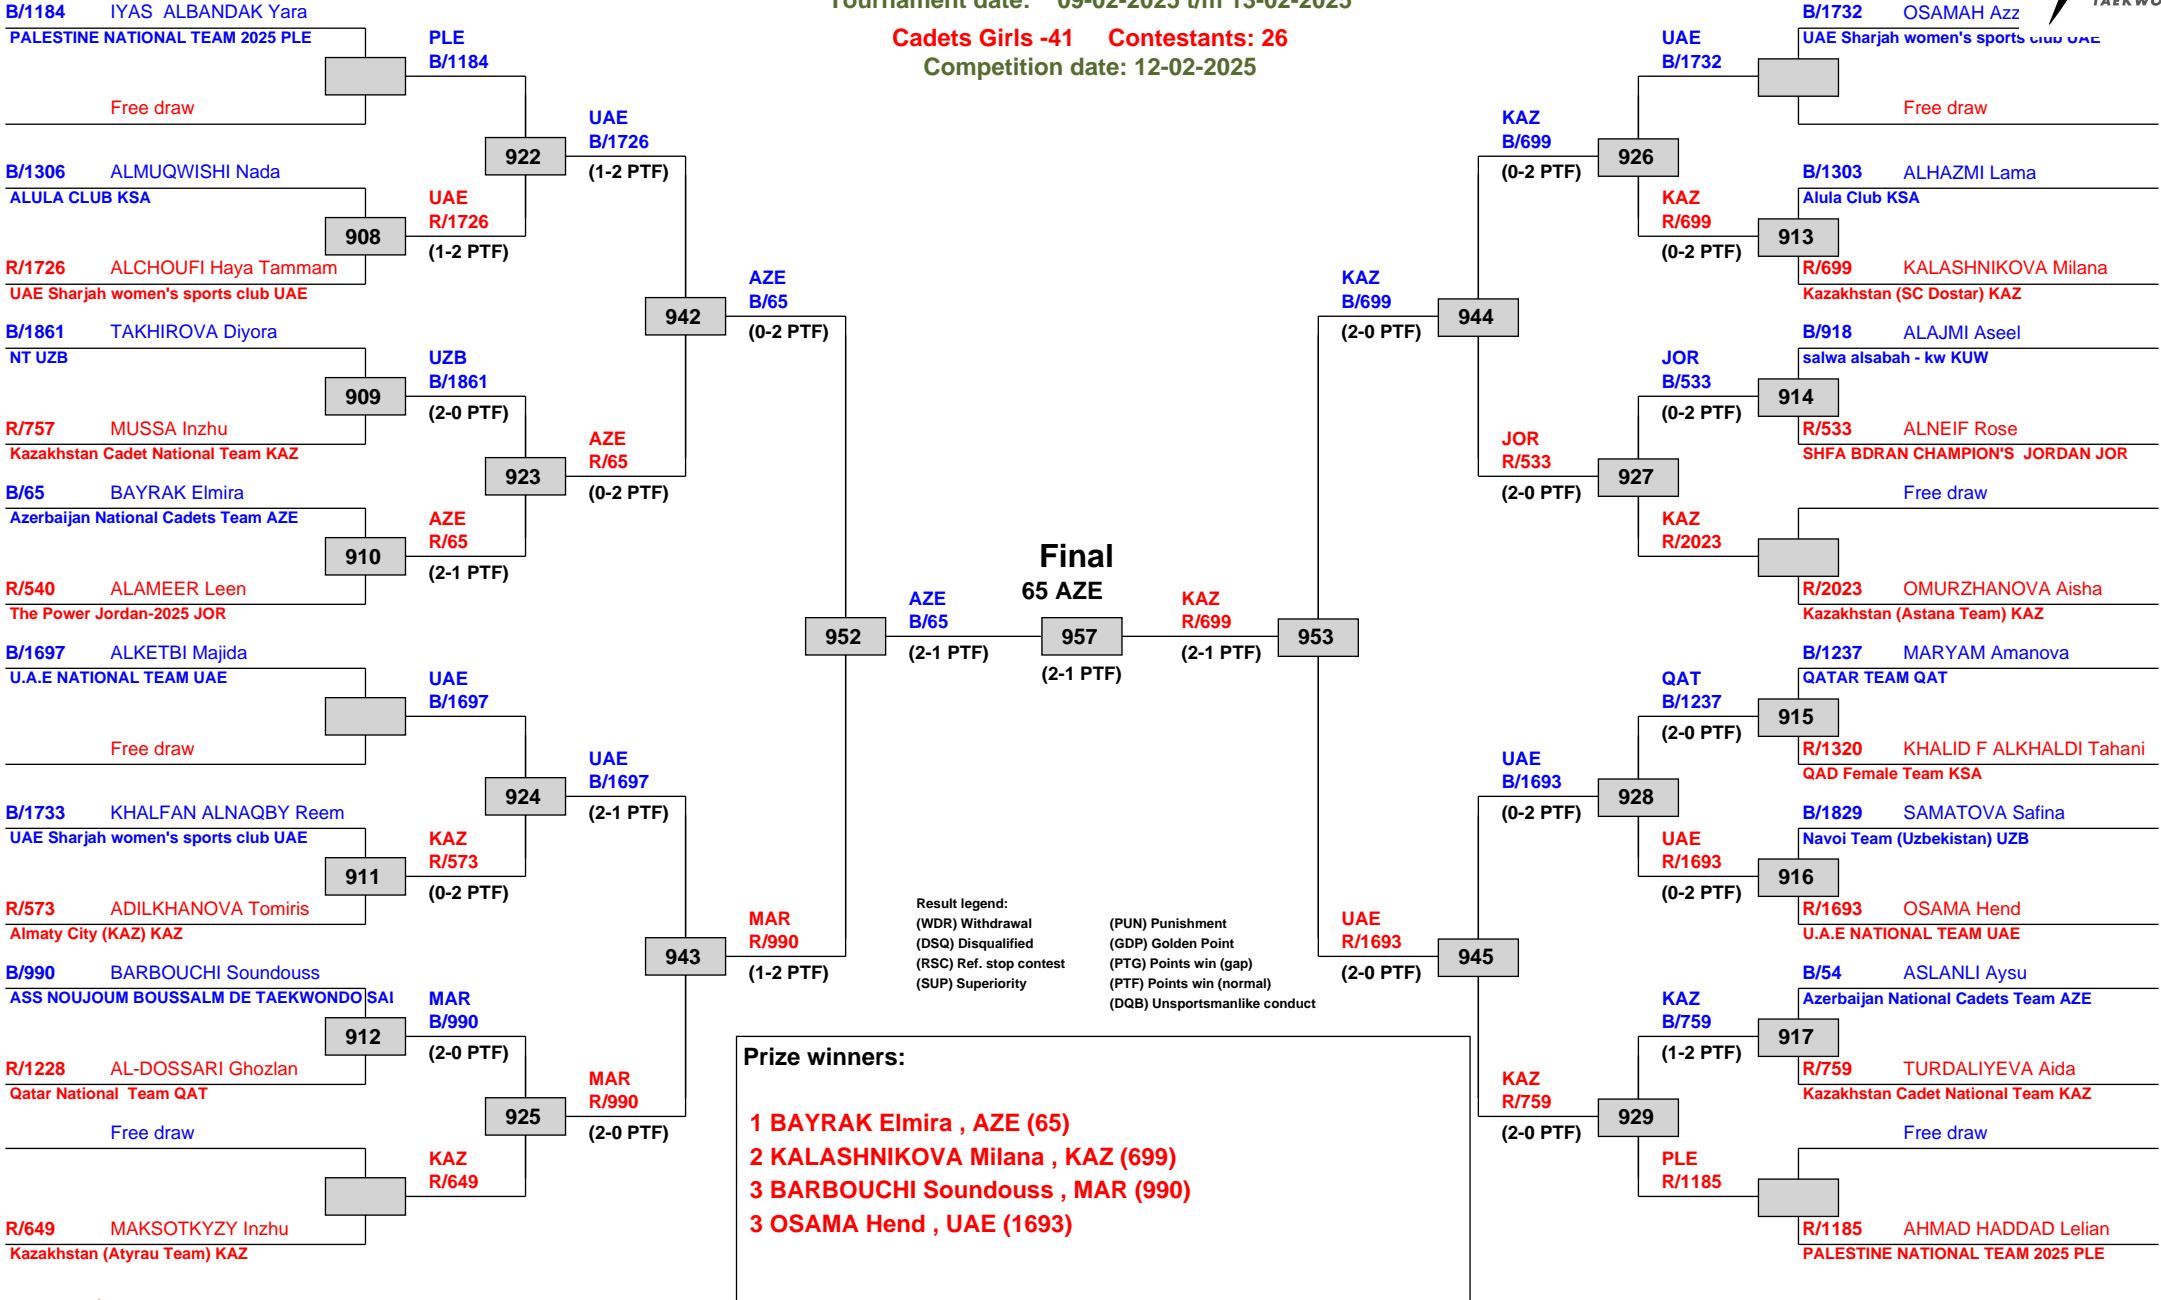 Tournament date: 09-02-2025 t/m 13-02-2025
Cadets Girls -41 Contestants: 26
Competition date: 12-02-2025
B/1184 IYAS ALBANDAK Yara
PALESTINE NATIONAL TEAM 2025 PLE
Free draw
B/1306 ALMUQWISHI Nada
ALULA CLUB KSA
908
R/1726 ALCHOUFI Haya Tammam
UAE Sharjah women's sports club UAE
B/1861 TAKHIROVA Diyora
NT UZB
909
R/757 MUSSA Inzhu
Kazakhstan Cadet National Team KAZ
B/65 BAYRAK Elmira
Azerbaijan National Cadets Team AZE
910
R/540 ALAMEER Leen
The Power Jordan-2025 JOR
B/1697 ALKETBI Majida
U.A.E NATIONAL TEAM UAE
Free draw
B/1733 KHALFAN ALNAQBY Reem
UAE Sharjah women's sports club UAE
911
R/573 ADILKHANOVA Tomiris
Almaty City (KAZ) KAZ
B/990 BARBOUCHI Soundouss
ASS NOUJOUM BOUSSALM DE TAEKWONDO SAL
912
R/1228 AL-DOSSARI Ghozlan
Qatar National Team QAT
Free draw
R/649 MAKSOTKYZY Inzhu
Kazakhstan (Atyrau Team) KAZ
PLE
B/1184
922
UAE
R/1726
(1-2 PTF)
UZB
B/1861
(2-0 PTF)
923
AZE
R/65
(2-1 PTF)
UAE
B/1697
924
KAZ
R/573
(0-2 PTF)
MAR
B/990
(2-0 PTF)
925
KAZ
R/649
UAE
B/1726
(1-2 PTF)
942
AZE
R/65
(0-2 PTF)
UAE
B/1697
(2-1 PTF)
943
MAR
R/990
(2-0 PTF)
AZE
B/65
(0-2 PTF)
952
MAR
R/990
(1-2 PTF)
AZE
B/65
(2-1 PTF)
Final
65 AZE
957
(2-1 PTF)
KAZ
R/699
(2-1 PTF)
953
KAZ
B/699
(2-0 PTF)
944
UAE
R/1693
(2-0 PTF)
945
KAZ
B/699
(0-2 PTF)
926
JOR
R/533
(2-0 PTF)
927
UAE
B/1693
(0-2 PTF)
928
KAZ
R/759
(2-0 PTF)
929
UAE
B/1732
KAZ
R/699
(0-2 PTF)
JOR
B/533
(0-2 PTF)
KAZ
R/2023
QAT
B/1237
(2-0 PTF)
UAE
R/1693
(0-2 PTF)
KAZ
B/759
(1-2 PTF)
PLE
R/1185
TAEKWO
B/1732 OSAMAH Azz
UAE Sharjah women's sports club UAE
Free draw
B/1303 ALHAZMI Lama
Alula Club KSA
913
R/699 KALASHNIKOVA Milana
Kazakhstan (SC Dostar) KAZ
B/918 ALAJMI Aseel
salwa alsabah - kw KUW
914
R/533 ALNEIF Rose
SHFA BDRAN CHAMPION'S JORDAN JOR
Free draw
R/2023 OMURZHANOVA Aisha
Kazakhstan (Astana Team) KAZ
B/1237 MARYAM Amanova
QATAR TEAM QAT
915
R/1320 KHALID F ALKHALDI Tahani
QAD Female Team KSA
B/1829 SAMATOVA Safina
Navoi Team (Uzbekistan) UZB
916
R/1693 OSAMA Hend
U.A.E NATIONAL TEAM UAE
B/54 ASLANLI Aysu
Azerbaijan National Cadets Team AZE
917
R/759 TURDALIYEVA Aida
Kazakhstan Cadet National Team KAZ
Free draw
R/1185 AHMAD HADDAD Lelian
PALESTINE NATIONAL TEAM 2025 PLE
Result legend:
(WDR) Withdrawal
(DSQ) Disqualified
(RSC) Ref. stop contest
(SUP) Superiority
(PUN) Punishment
(GDP) Golden Point
(PTG) Points win (gap)
(PTF) Points win (normal)
(DQB) Unsportsmanlike conduct
Prize winners:
1 BAYRAK Elmira , AZE (65)
2 KALASHNIKOVA Milana , KAZ (699)
3 BARBOUCHI Soundouss , MAR (990)
3 OSAMA Hend , UAE (1693)